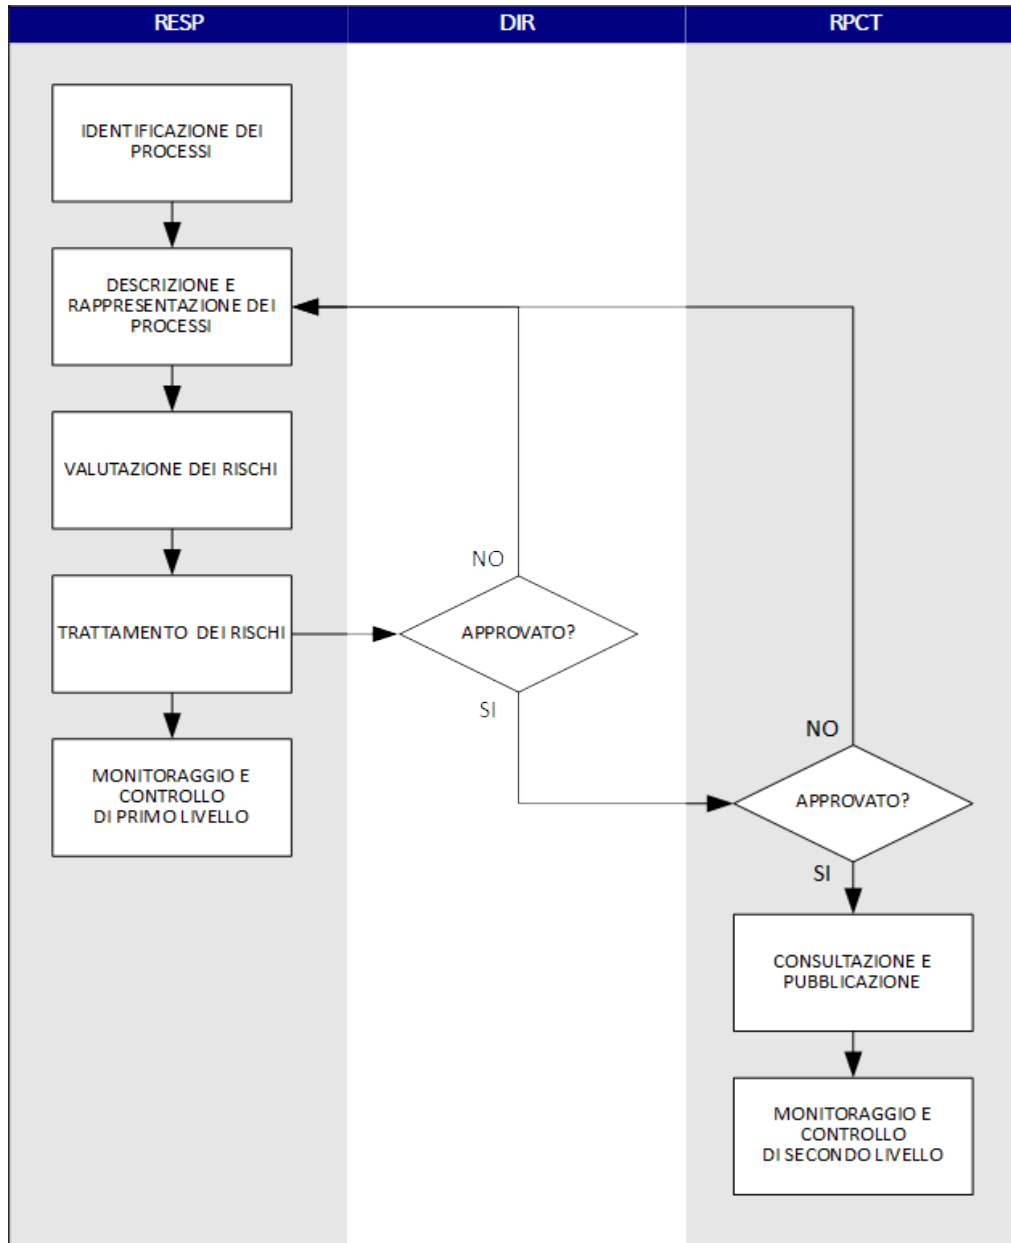 RESP
DIR
RPCT
IDENTIFICAZIONE DEI
PROCESSI
DESCRIZIONE E
RAPPRESENTAZIONE DEI
PROCESSI
VALUTAZIONE DEI RISCHI
NO
TRATTAMENTO DEI RISCHI
APPROVATO?
SI
NO
MONITORAGGIO E
CONTROLLO
DI PRIMO LIVELLO
APPROVATO?
SI
CONSULTAZIONE E
PUBBLICAZIONE
MONITORAGGIO E
CONTROLLO
DI SECONDO LIVELLO